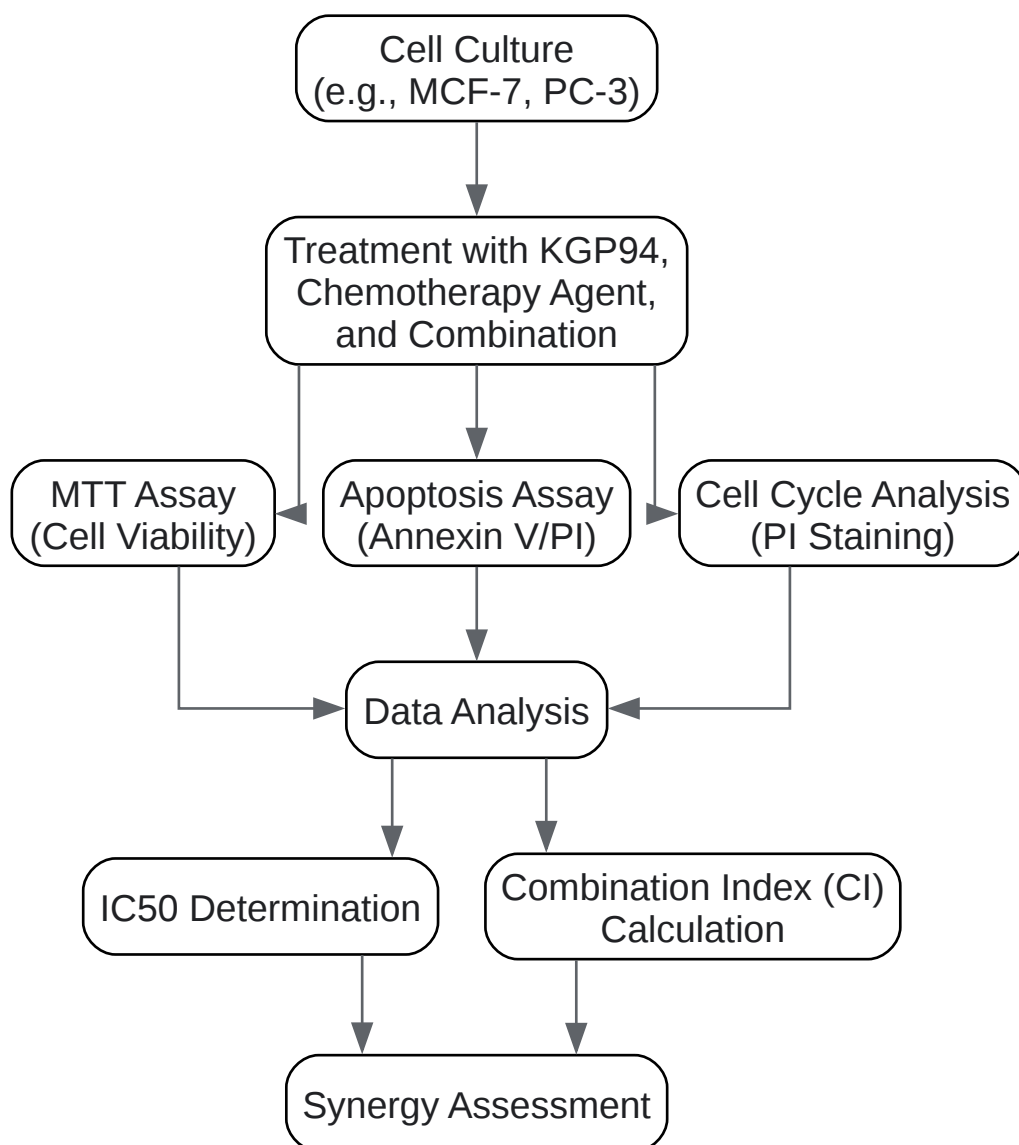 Cell Culture
(e.g., MCF-7, PC-3)
Treatment with KGP94,
Chemotherapy Agent,
and Combination
MTT Assay
(Cell Viability)
Apoptosis Assay
(Annexin V/PI)
Cell Cycle Analysis
(PI Staining)
Data Analysis
IC50 Determination
Combination Index (CI)
Calculation
Synergy Assessment